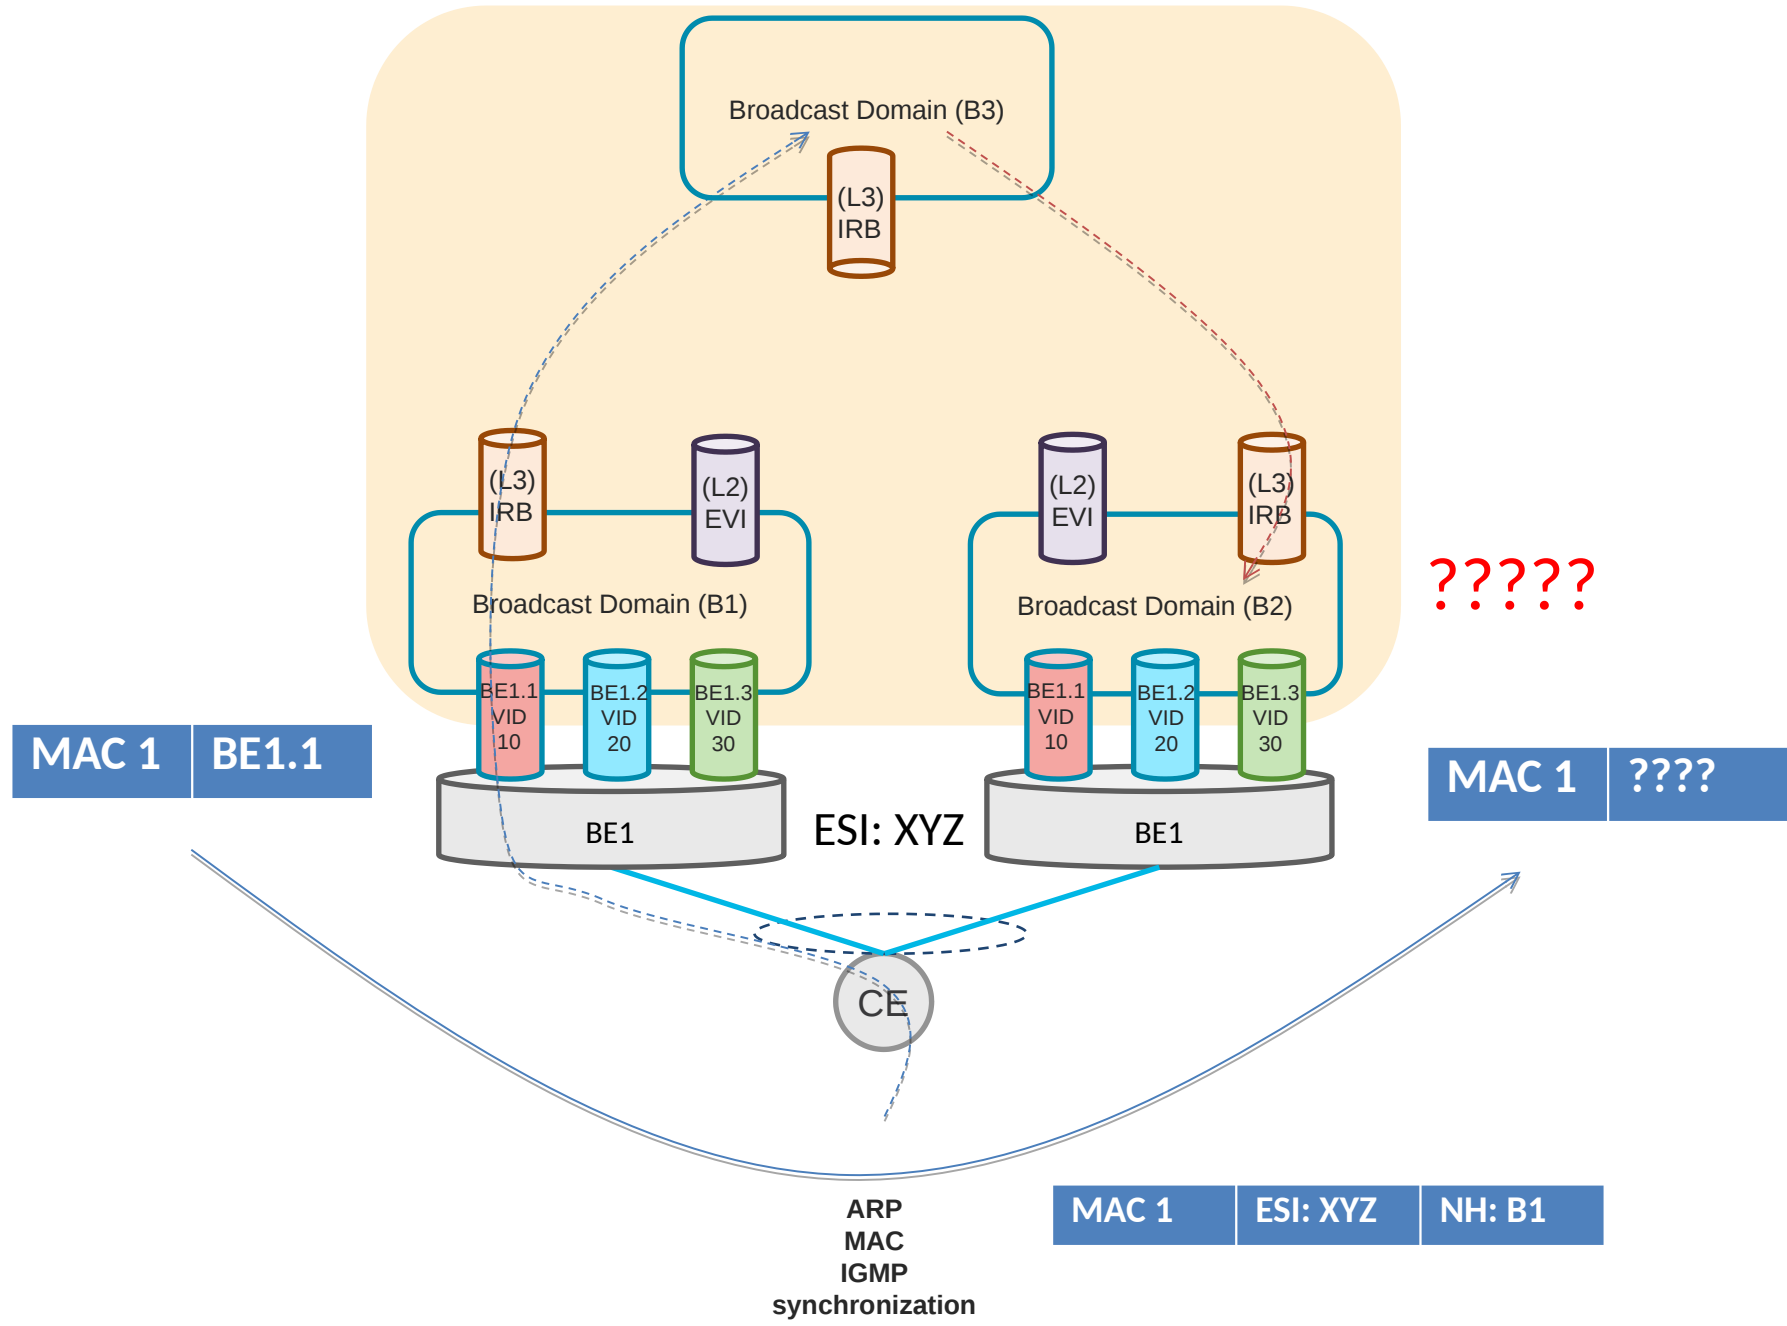 Broadcast Domain (B3)
(L3)
IRB
(L3)
IRB
(L2)
EVI
(L2)
EVI
(L3)
IRB
?????
Broadcast Domain (B1)
Broadcast Domain (B2)
BE1.1
VID
10
BE1.2
VID
20
BE1.3
VID
30
BE1.1
VID
10
BE1.2
VID
20
BE1.3
VID
30
MAC 1 BE1.1
MAC 1 ????
BE1
ESI: XYZ
BE1
CE
ARP
MAC
IGMP
synchronization
MAC 1 ESI: XYZ NH: B1